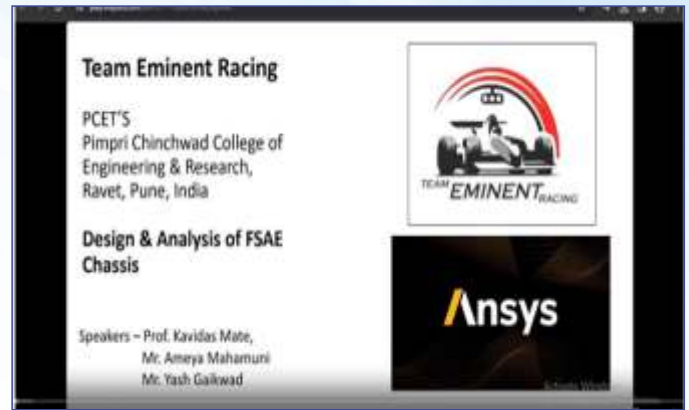 Team Eminent Racing
PCET'S
Pimpri Chinchwad College of
Engineering & Research,
Ravet, Pune, India
Design & Analysis of FSAE
Chassis
Speakers – Prof. Kavidas Mate,
Mr. Ameya Mahamuni
Mr. Yash Gaikwad
TEAM EMINENT RACING
Ansys